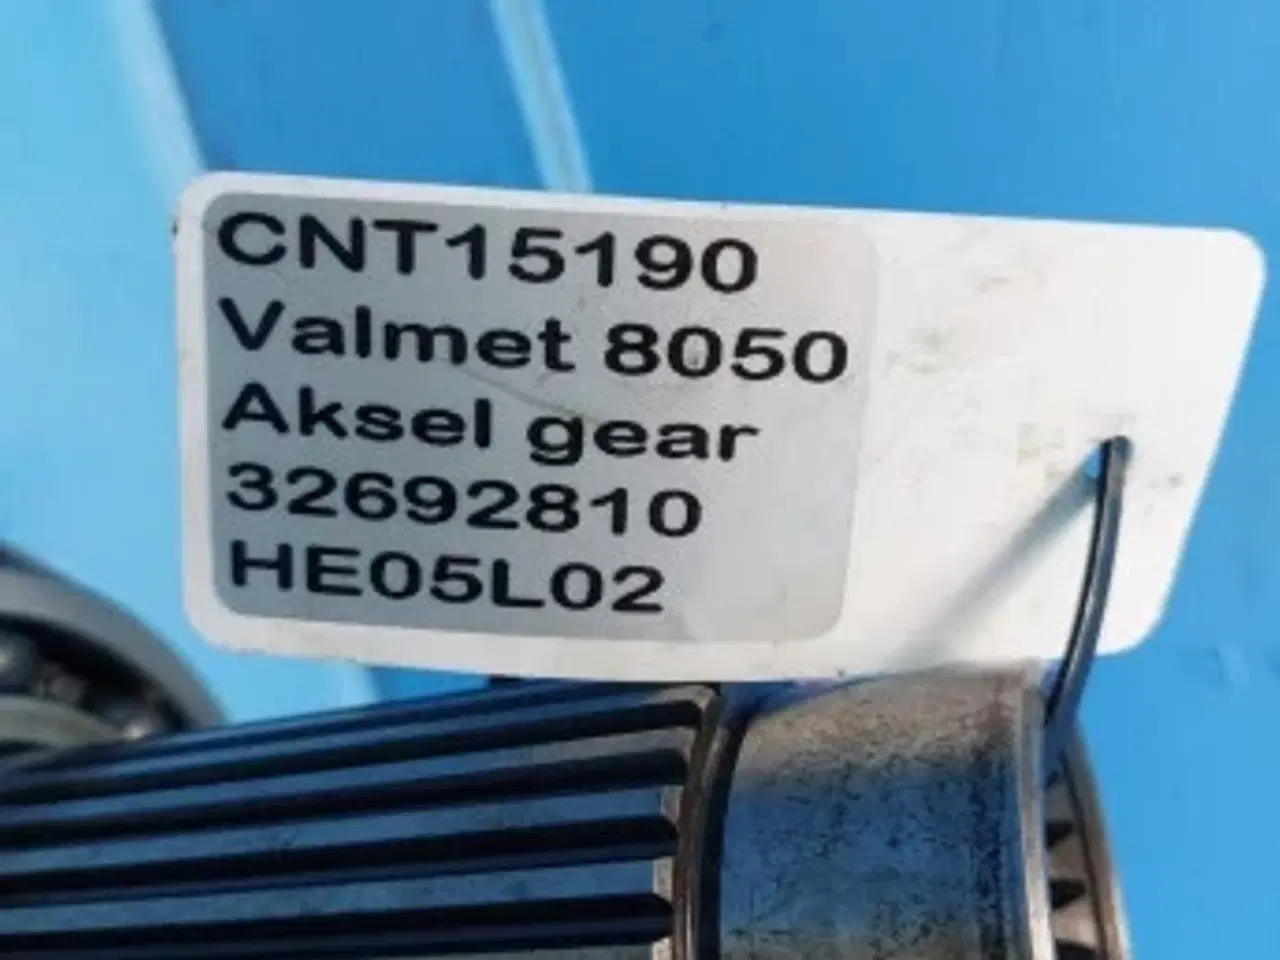 CNT15190
Valmet 8050
Aksel gear
32692810
HE05L02